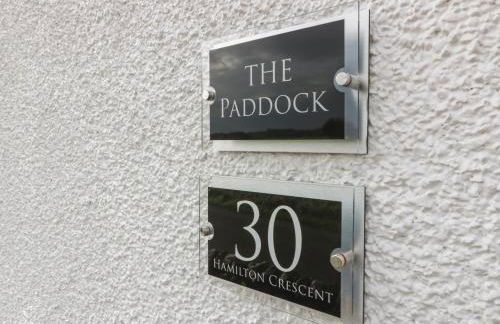 THE
PADDOCK
30
HAMILTON CRESCENT